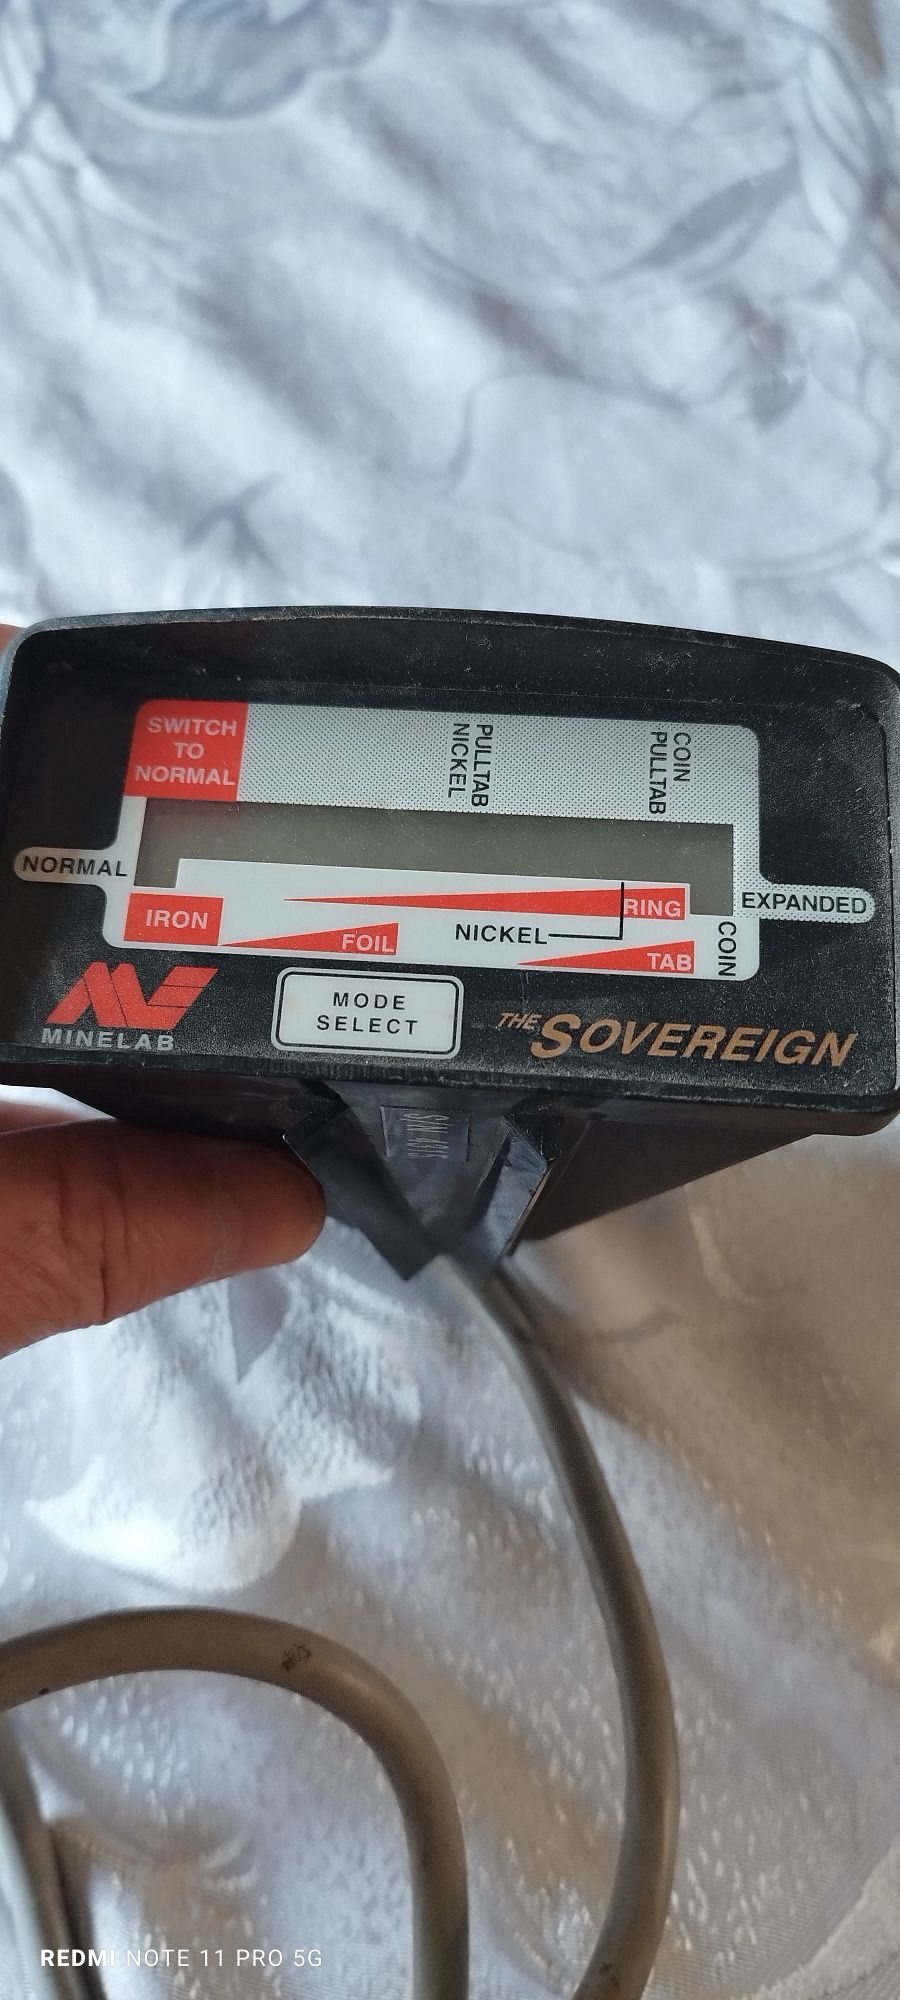 SWITCH
TO
NORMAL
PULLTAB
NICKEL
COIN
PULLTAB
NORMAL
EXPANDED
IRON
FOIL
NICKEL
RING
TAB
COIN
MINELAB
MODE
SELECT
THE SOVEREIGN
REDMI NOTE 11 PRO 5G